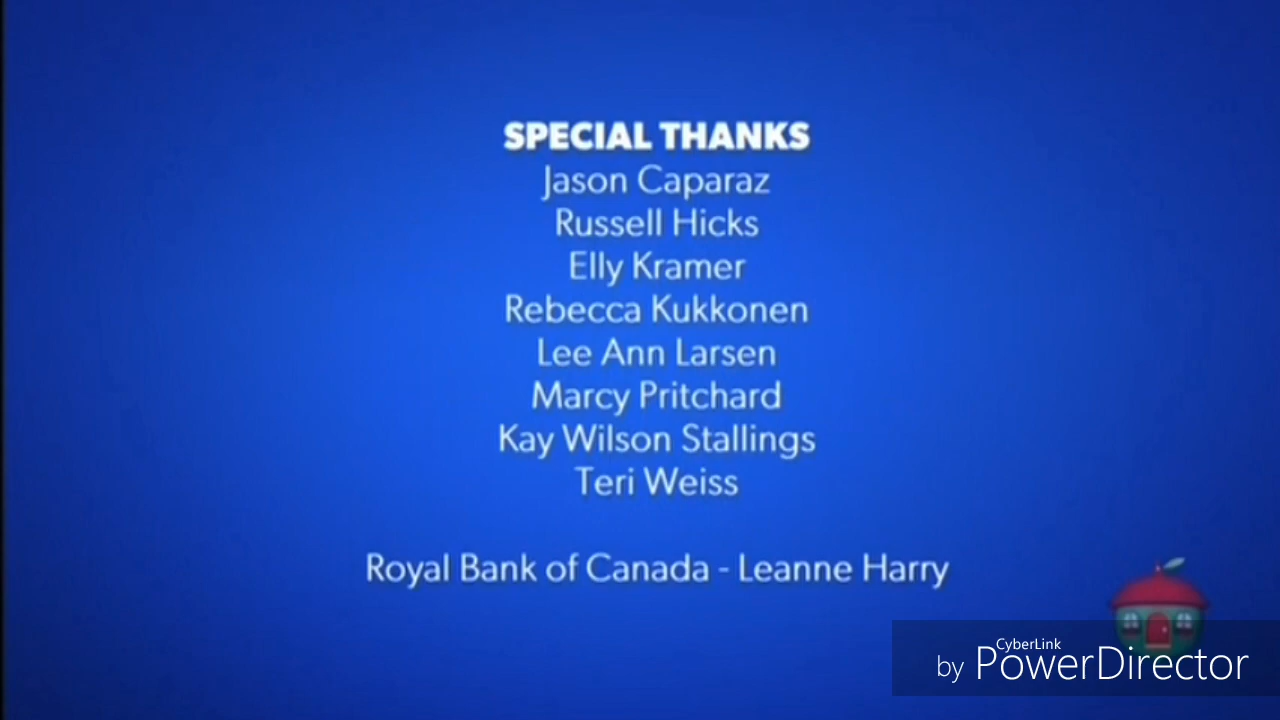 SPECIAL THANKS
Jason Caparaz
Russell Hicks
Elly Kramer
Rebecca Kukkonen
Lee Ann Larsen
Marcy Pritchard
Kay Wilson Stallings
Teri Weiss
Royal Bank of Canada - Leanne Harry
CyberLink
by PowerDirector